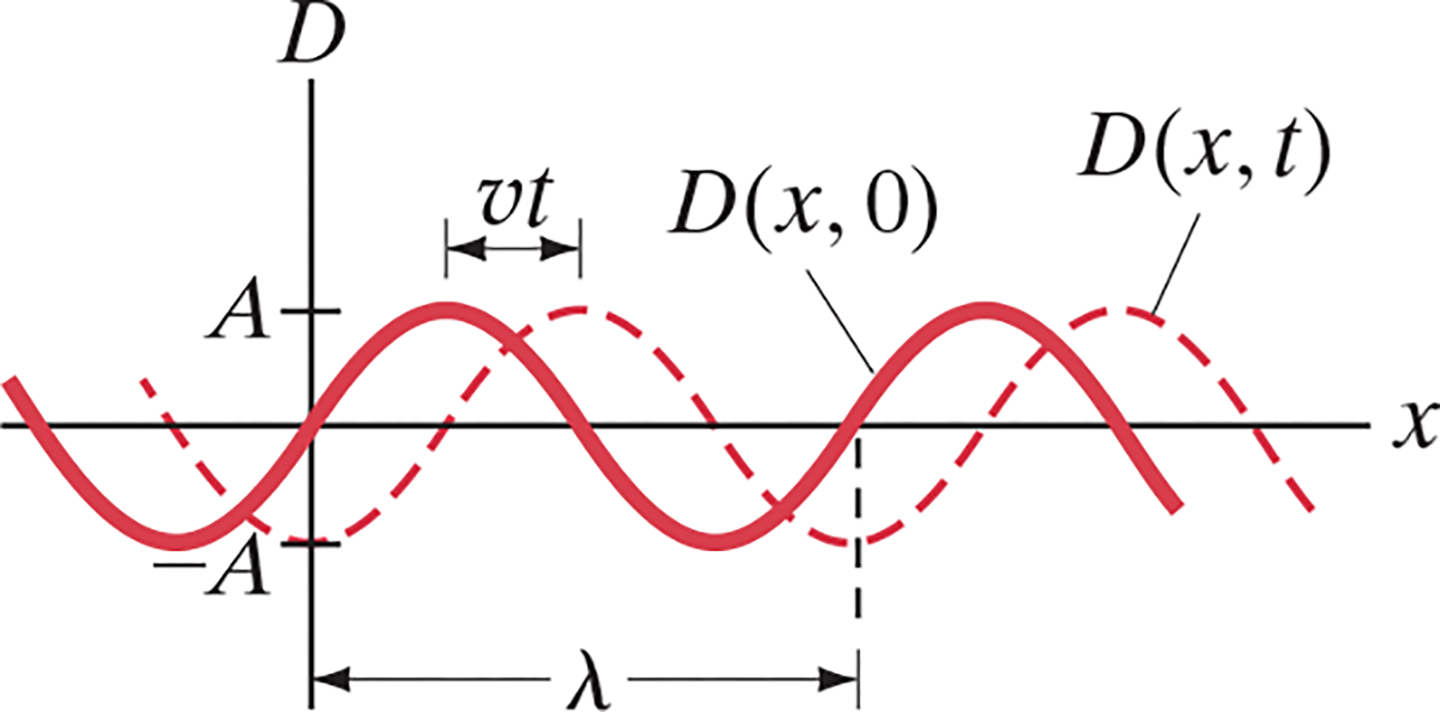 D
D(x, t)
vt
D(x, 0)
A
x
−A
λ